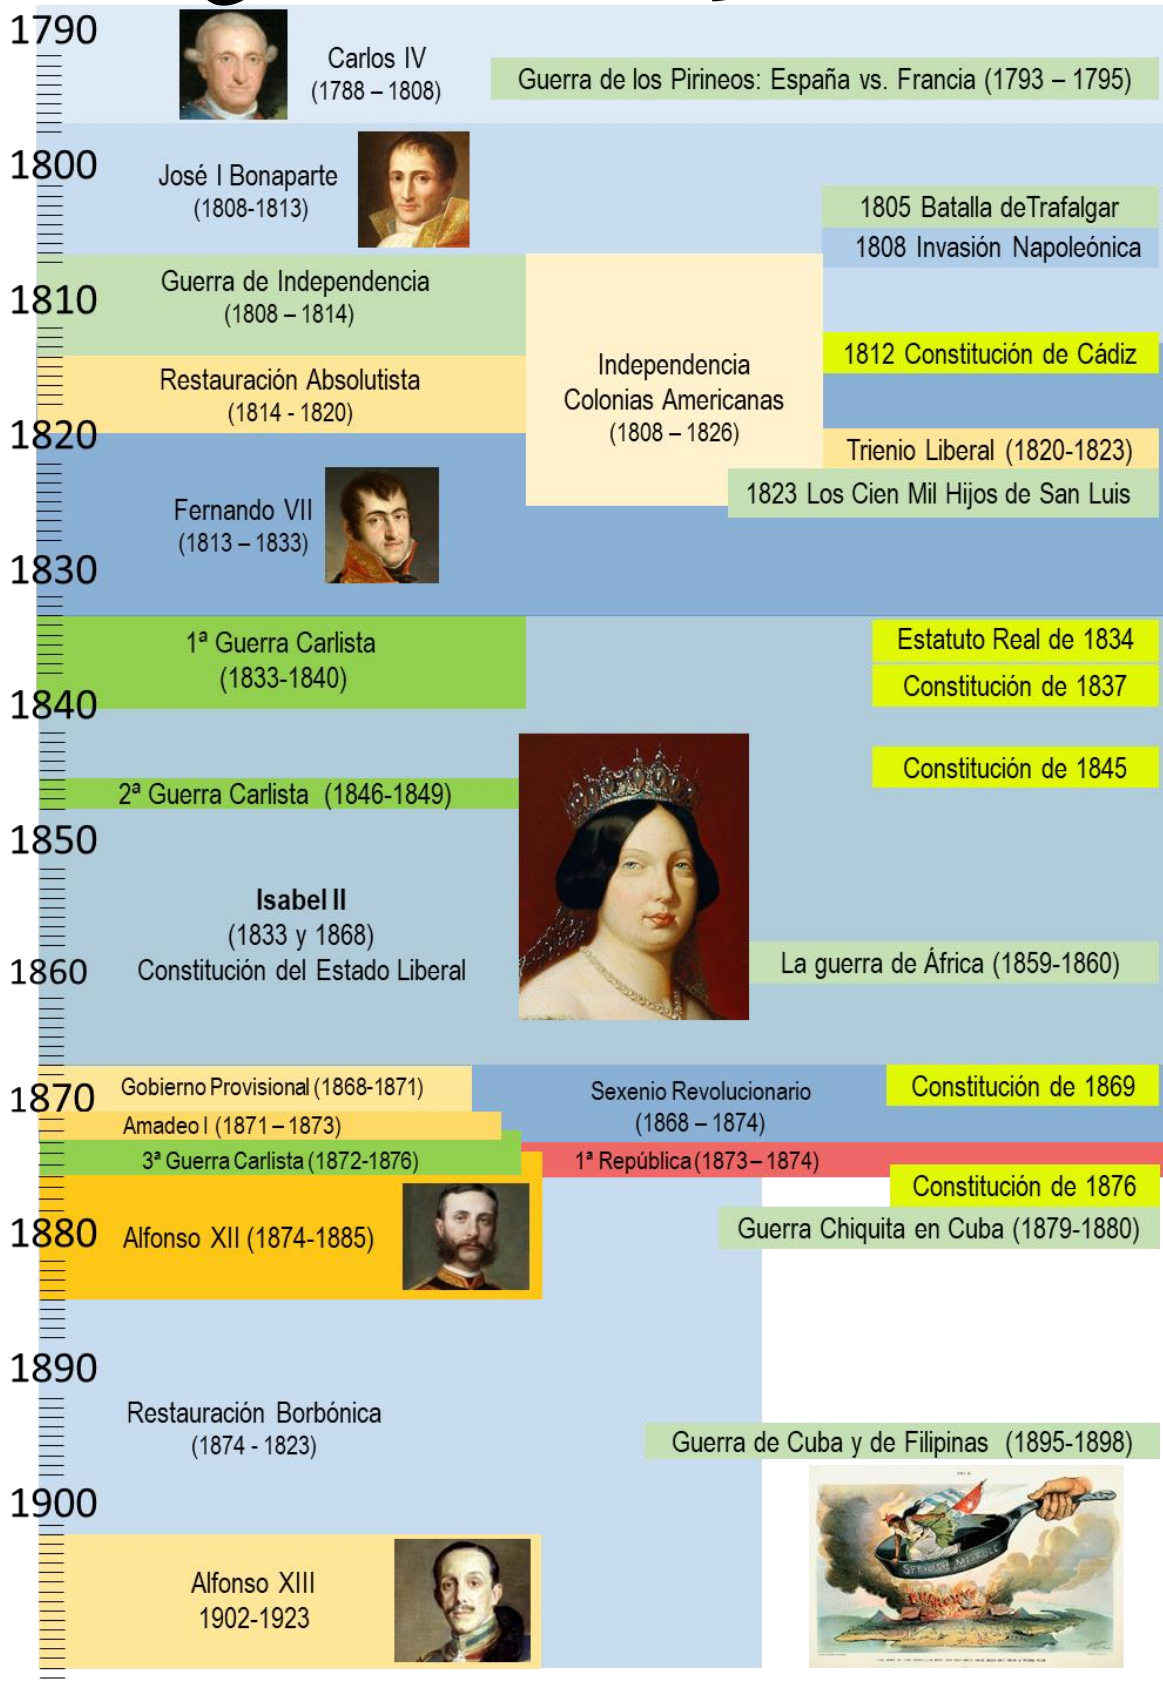 1790
Carlos IV
(1788 – 1808)
Guerra de los Pirineos: España vs. Francia (1793 – 1795)
1800
José I Bonaparte
(1808-1813)
1805 Batalla deTrafalgar
1808 Invasión Napoleónica
Guerra de Independencia
(1808 – 1814)
1810
1812 Constitución de Cádiz
Independencia
Colonias Americanas
(1808 – 1826)
Restauración Absolutista
(1814 - 1820)
1820
Trienio Liberal (1820-1823)
1823 Los Cien Mil Hijos de San Luis
Fernando VII
(1813 – 1833)
1830
1ª Guerra Carlista
(1833-1840)
Estatuto Real de 1834
Constitución de 1837
1840
Constitución de 1845
2ª Guerra Carlista (1846-1849)
1850
Isabel II
(1833 y 1868)
Constitución del Estado Liberal
La guerra de África (1859-1860)
1860
Gobierno Provisional (1868-1871)
Sexenio Revolucionario
(1868 – 1874)
Constitución de 1869
1870
Amadeo I (1871 – 1873)
3ª Guerra Carlista (1872-1876)
1ª República (1873 – 1874)
Constitución de 1876
Guerra Chiquita en Cuba (1879-1880)
1880
Alfonso XII (1874-1885)
1890
Restauración Borbónica
(1874 - 1823)
Guerra de Cuba y de Filipinas (1895-1898)
1900
SPANISH MISRULE
Alfonso XIII
1902-1923